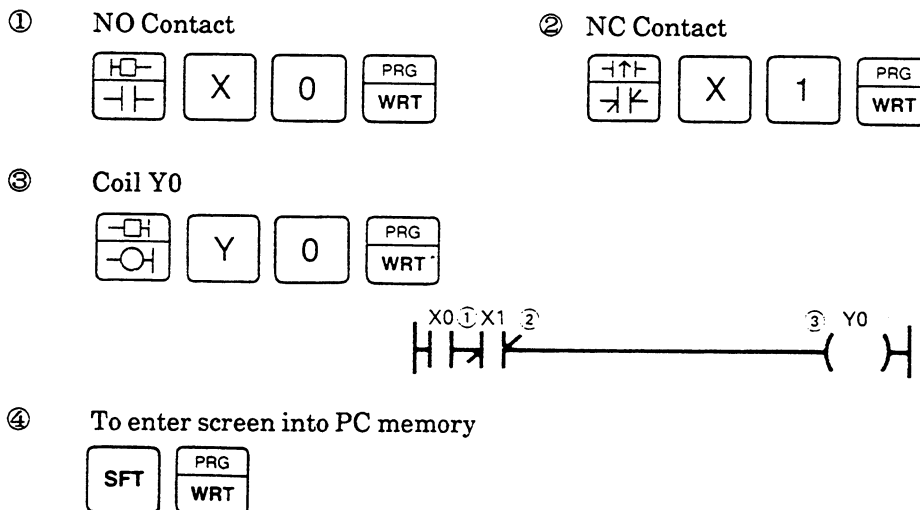 ① NO Contact
X 0 PRG WRT
② NC Contact
X 1 PRG WRT
③ Coil Y0
Y 0 PRG WRT
X0 ① X1 ② ③ Y0
④ To enter screen into PC memory
SFT PRG WRT